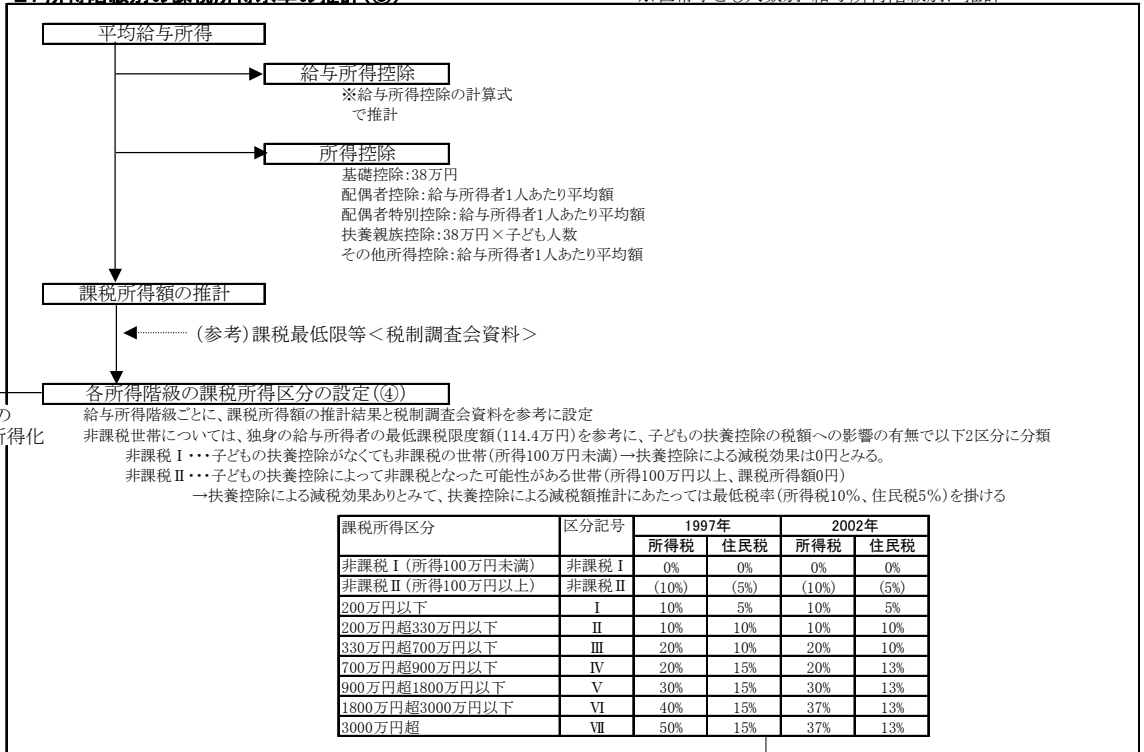 平均給与所得
給与所得控除
※給与所得控除の計算式
で推計
所得控除
基礎控除:38万円
配偶者控除:給与所得者1人あたり平均額
配偶者特別控除:給与所得者1人あたり平均額
扶養親族控除:38万円×子ども人数
その他所得控除:給与所得者1人あたり平均額
課税所得額の推計
(参考)課税最低限等<税制調査会資料>
各所得階級の課税所得区分の設定(④)
の
所得化
給与所得階級ごとに、課税所得額の推計結果と税制調査会資料を参考に設定
非課税世帯については、独身の給与所得者の最低課税限度額(114.4万円)を参考に、子どもの扶養控除の税額への影響の有無で以下2区分に分類
非課税Ⅰ・・・子どもの扶養控除がなくても非課税の世帯(所得100万円未満)→扶養控除による減税効果は0円とみる。
非課税Ⅱ・・・子どもの扶養控除によって非課税となった可能性がある世帯(所得100万円以上、課税所得額0円)
→扶養控除による減税効果ありとみて、扶養控除による減税額推計にあたっては最低税率(所得税10%、住民税5%)を掛ける
課税所得区分 区分記号 1997年 2002年
所得税 住民税 所得税 住民税
非課税Ⅰ(所得100万円未満) 非課税Ⅰ 0% 0% 0% 0%
非課税Ⅱ(所得100万円以上) 非課税Ⅱ (10%) (5%) (10%) (5%)
200万円以下 Ⅰ 10% 5% 10% 5%
200万円超330万円以下 Ⅱ 10% 10% 10% 10%
330万円超700万円以下 Ⅲ 20% 10% 20% 10%
700万円超900万円以下 Ⅳ 20% 15% 20% 13%
900万円超1800万円以下 Ⅴ 30% 15% 30% 13%
1800万円超3000万円以下 Ⅵ 40% 15% 37% 13%
3000万円超 Ⅶ 50% 15% 37% 13%